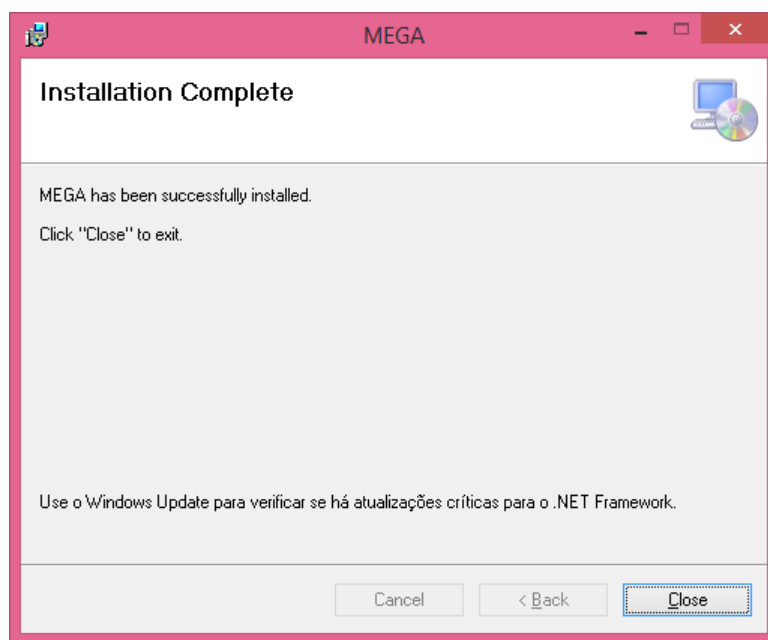 MEGA
Installation Complete
MEGA has been successfully installed.
Click "Close" to exit.
Use o Windows Update para verificar se há atualizações críticas para o .NET Framework.
Cancel
< Back
Close